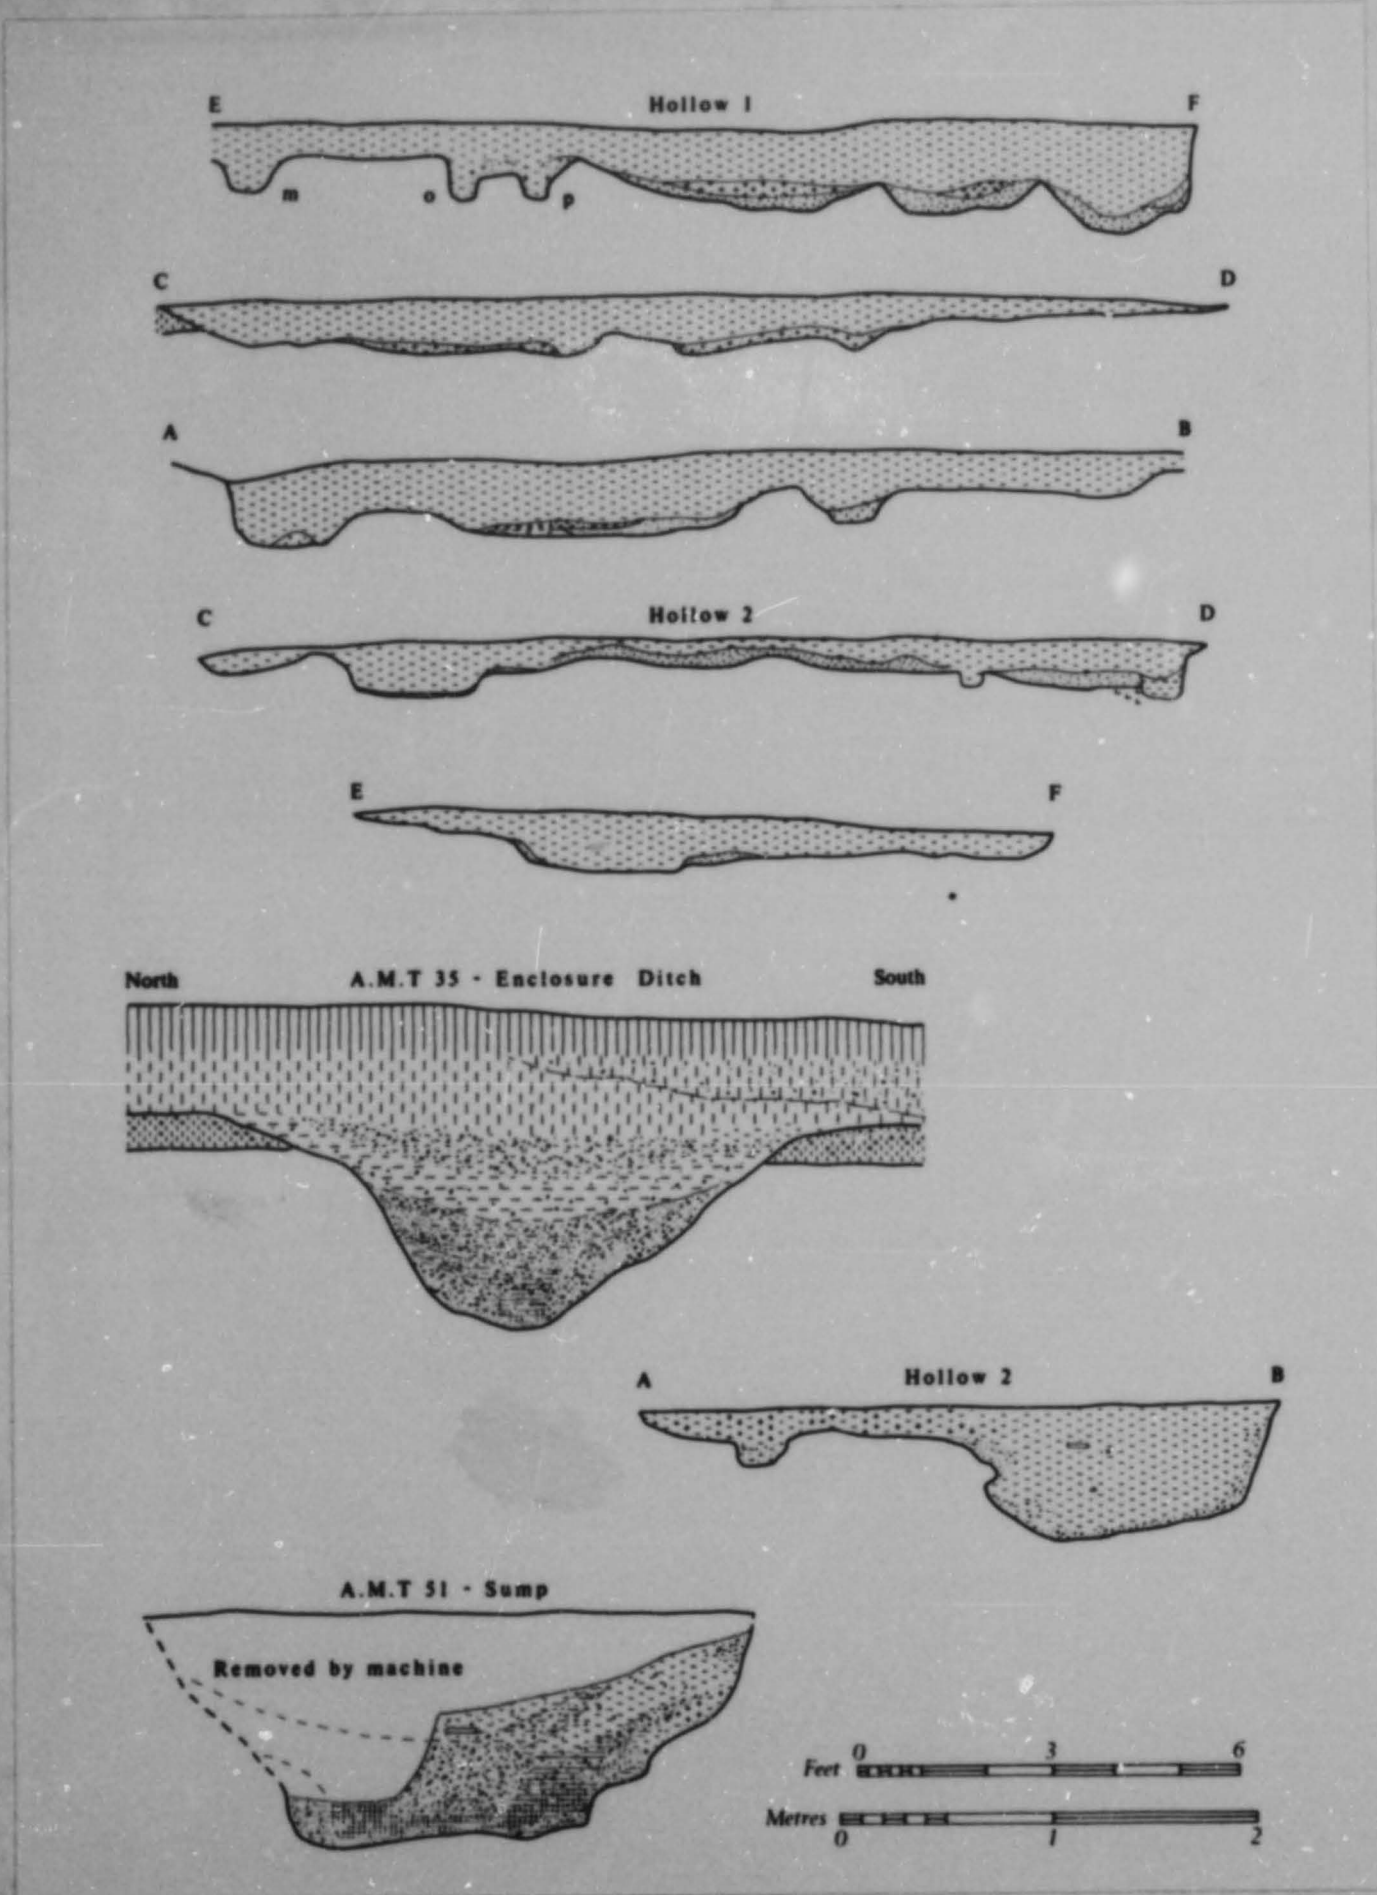 E Hollow 1 F
m o p
C D
A B
C Hollow 2 D
E F
North A.M.T 35 - Enclosure Ditch South
A Hollow 2 B
A.M.T 51 - Sump
Removed by machine
0 3 6
Feet
Metres
0 1 2